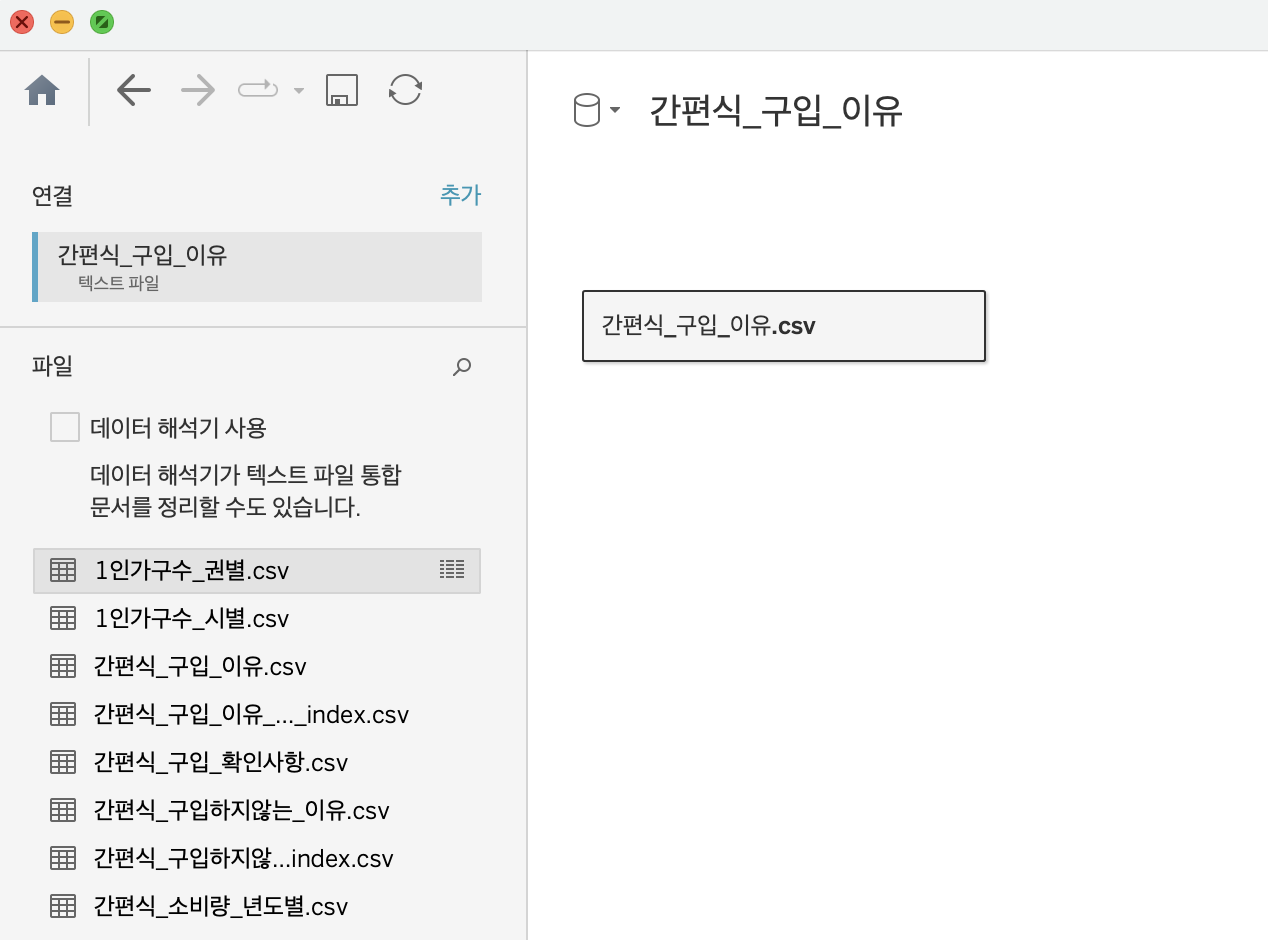 간편식_구입_이유
연결
추가
간편식_구입_이유
텍스트 파일
간편식_구입_이유.csv
파일
데이터 해석기 사용
데이터 해석기가 텍스트 파일 통합
문서를 정리할 수도 있습니다.
1인가구수_권별.csv
1인가구수_시별.csv
간편식_구입_이유.csv
간편식_구입_이유_..._index.csv
간편식_구입_확인사항.csv
간편식_구입하지않는_이유.csv
간편식_구입하지않...index.csv
간편식_소비량_년도별.csv